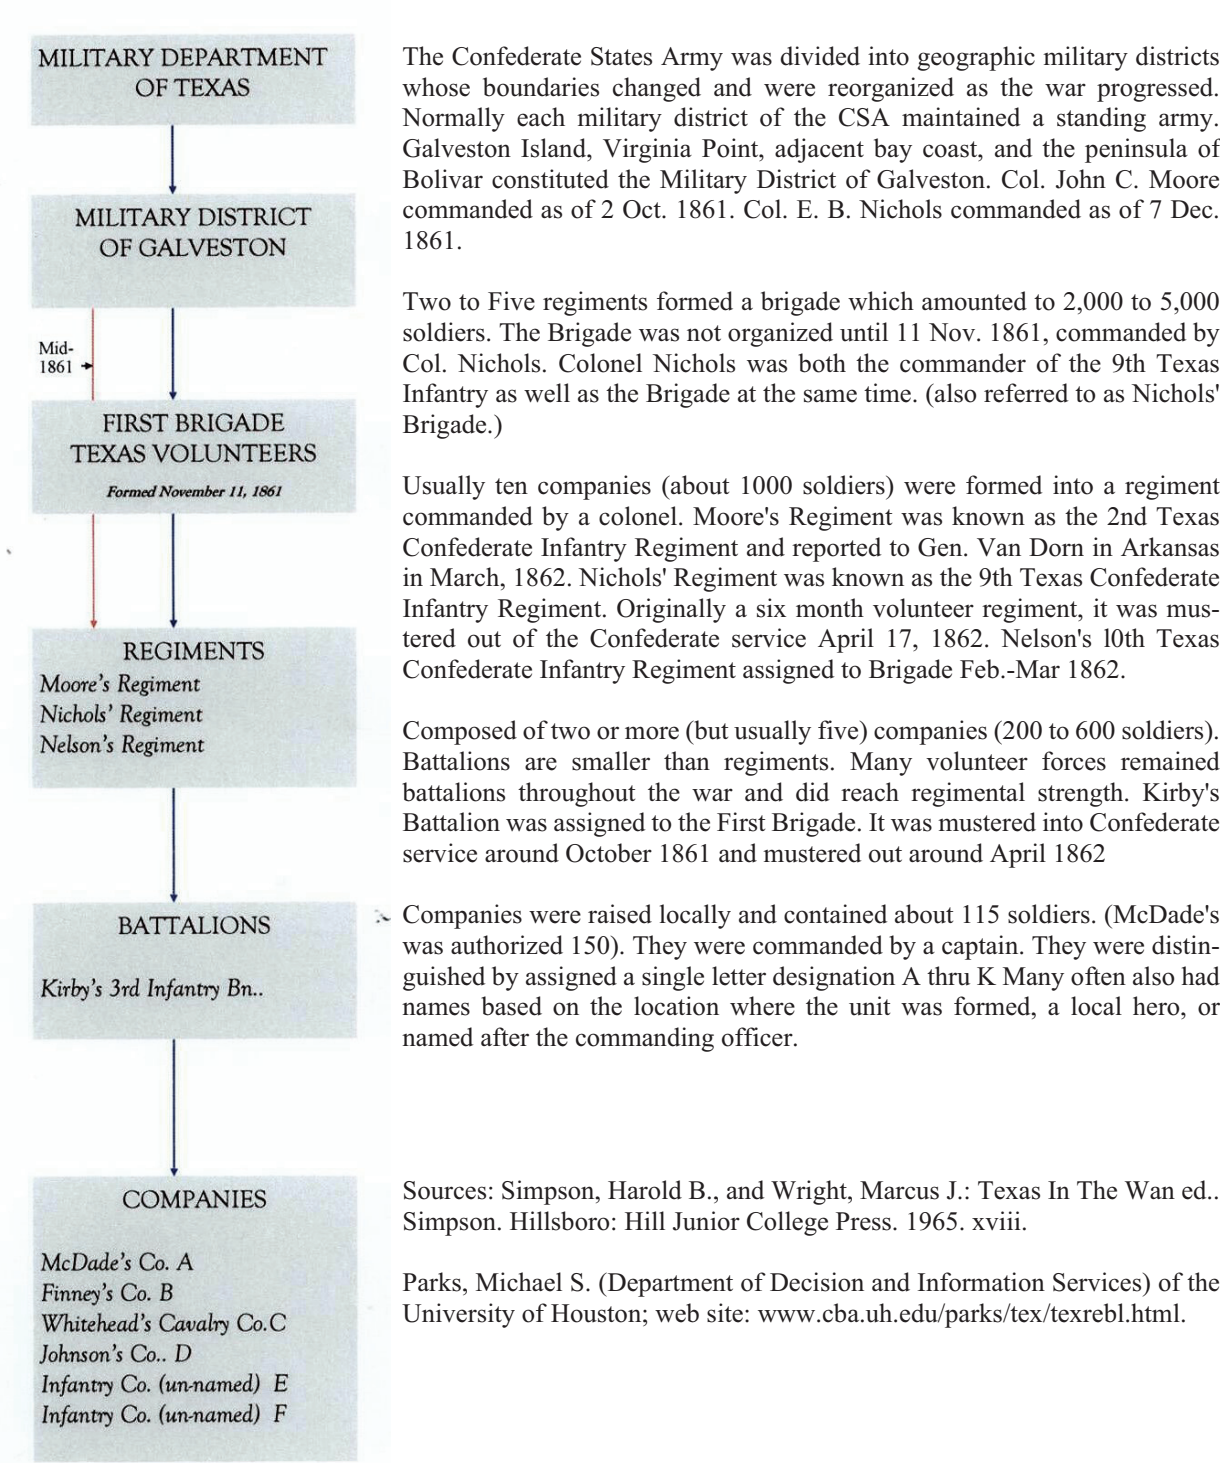 MILITARY DEPARTMENT
OF TEXAS
MILITARY DISTRICT
OF GALVESTON
Mid-
1861
FIRST BRIGADE
TEXAS VOLUNTEERS
Formed November 11, 1861
REGIMENTS
Moore's Regiment
Nichols' Regiment
Nelson's Regiment
BATTALIONS
Kirby's 3rd Infantry Bn..
COMPANIES
McDade's Co. A
Finney's Co. B
Whitehead's Cavalry Co.C
Johnson's Co.. D
Infantry Co. (un-named) E
Infantry Co. (un-named) F
The Confederate States Army was divided into geographic military districts
whose boundaries changed and were reorganized as the war progressed.
Normally each military district of the CSA maintained a standing army.
Galveston Island, Virginia Point, adjacent bay coast, and the peninsula of
Bolivar constituted the Military District of Galveston. Col. John C. Moore
commanded as of 2 Oct. 1861. Col. E. B. Nichols commanded as of 7 Dec.
1861.
Two to Five regiments formed a brigade which amounted to 2,000 to 5,000
soldiers. The Brigade was not organized until 11 Nov. 1861, commanded by
Col. Nichols. Colonel Nichols was both the commander of the 9th Texas
Infantry as well as the Brigade at the same time. (also referred to as Nichols'
Brigade.)
Usually ten companies (about 1000 soldiers) were formed into a regiment
commanded by a colonel. Moore's Regiment was known as the 2nd Texas
Confederate Infantry Regiment and reported to Gen. Van Dorn in Arkansas
in March, 1862. Nichols' Regiment was known as the 9th Texas Confederate
Infantry Regiment. Originally a six month volunteer regiment, it was mus-
tered out of the Confederate service April 17, 1862. Nelson's l0th Texas
Confederate Infantry Regiment assigned to Brigade Feb.-Mar 1862.
Composed of two or more (but usually five) companies (200 to 600 soldiers).
Battalions are smaller than regiments. Many volunteer forces remained
battalions throughout the war and did reach regimental strength. Kirby's
Battalion was assigned to the First Brigade. It was mustered into Confederate
service around October 1861 and mustered out around April 1862
Companies were raised locally and contained about 115 soldiers. (McDade's
was authorized 150). They were commanded by a captain. They were distin-
guished by assigned a single letter designation A thru K Many often also had
names based on the location where the unit was formed, a local hero, or
named after the commanding officer.
Sources: Simpson, Harold B., and Wright, Marcus J.: Texas In The Wan ed..
Simpson. Hillsboro: Hill Junior College Press. 1965. xviii.
Parks, Michael S. (Department of Decision and Information Services) of the
University of Houston; web site: www.cba.uh.edu/parks/tex/texrebl.html.